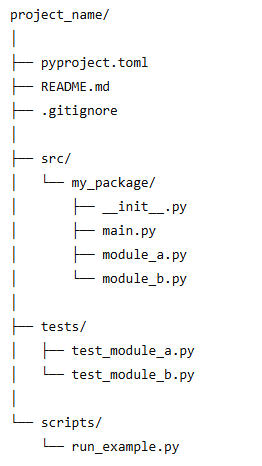 project_name/
│
├── pyproject.toml
├── README.md
├── .gitignore
│
├── src/
│   └── my_package/
│       ├── __init__.py
│       ├── main.py
│       ├── module_a.py
│       └── module_b.py
│
├── tests/
│   ├── test_module_a.py
│   └── test_module_b.py
│
└── scripts/
    └── run_example.py